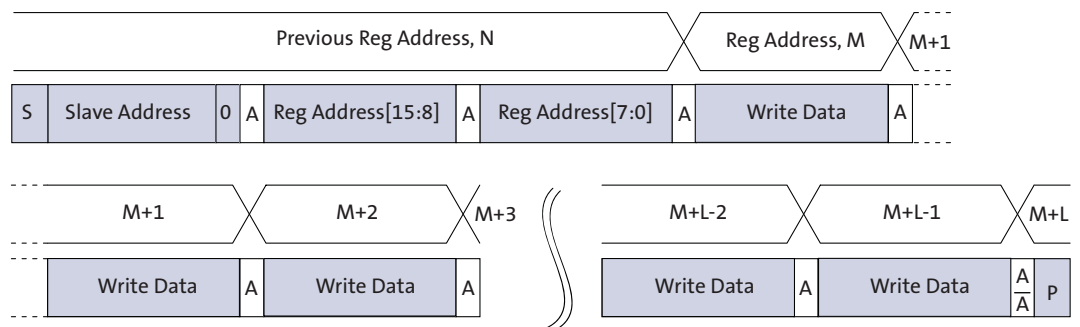 Previous Reg Address, N Reg Address, M M+1
S Slave Address 0 A Reg Address[15:8] A Reg Address[7:0] A Write Data A
M+1 M+2 M+3 M+L-2 M+L-1 M+L
Write Data A Write Data A Write Data A Write Data A/A̅ P